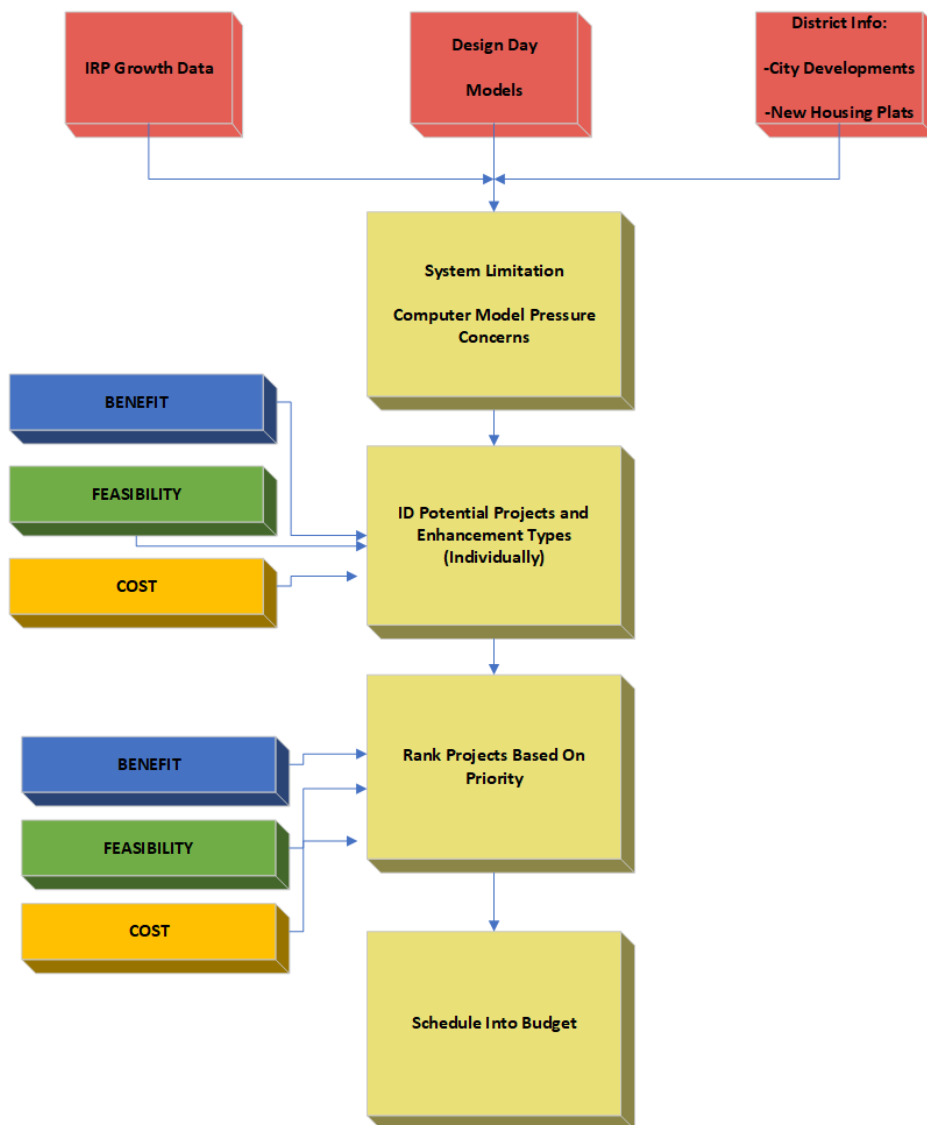 IRP Growth Data
Design Day
Models
District Info:
-City Developments
-New Housing Plats
System Limitation
Computer Model Pressure
Concerns
BENEFIT
FEASIBILITY
COST
ID Potential Projects and
Enhancement Types
(Individually)
BENEFIT
FEASIBILITY
COST
Rank Projects Based On
Priority
Schedule Into Budget